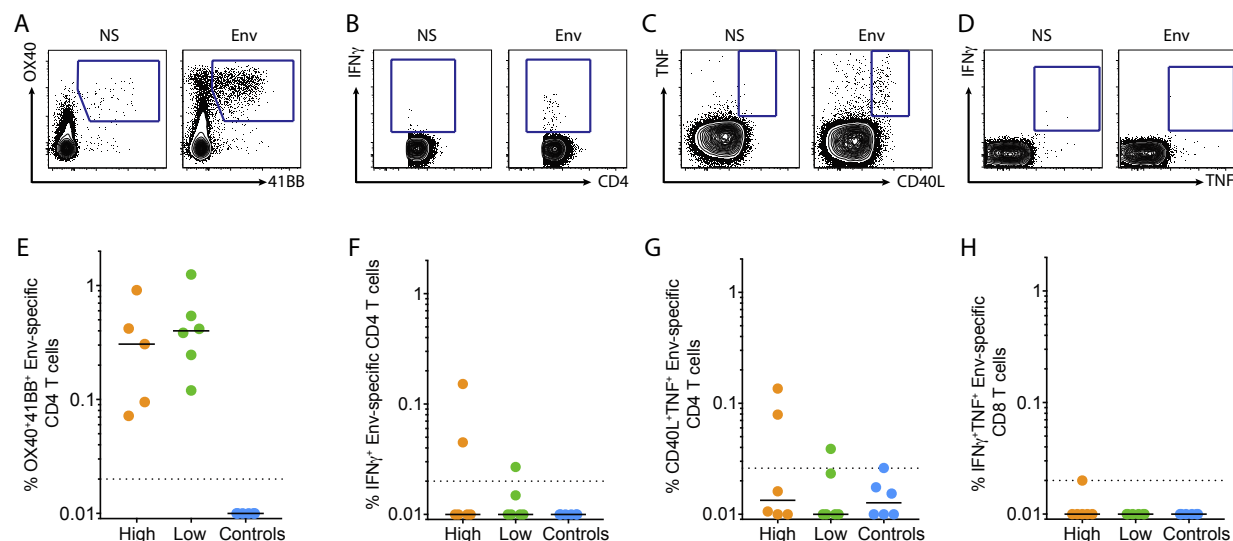 A
NS
Env
OX40
41BB
B
NS
Env
IFNγ
CD4
C
NS
Env
TNF
CD40L
D
NS
Env
IFNγ
TNF
E
% OX40⁺41BB⁺ Env-specific
CD4 T cells
1
0.1
0.01
High
Low
Controls
F
% IFNγ⁺ Env-specific CD4 T cells
1
0.1
0.01
High
Low
Controls
G
% CD40L⁺TNF⁺ Env-specific
CD4 T cells
1
0.1
0.01
High
Low
Controls
H
% IFNγ⁺TNF⁺ Env-specific
CD8 T cells
1
0.1
0.01
High
Low
Controls